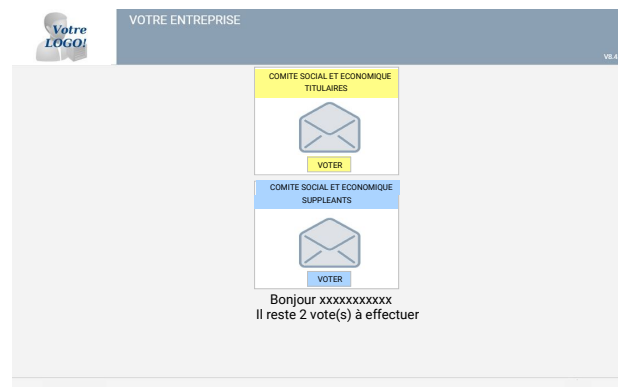 Votre
LOGO!
VOTRE ENTREPRISE
V8.4
COMITE SOCIAL ET ECONOMIQUE
TITULAIRES
VOTER
COMITE SOCIAL ET ECONOMIQUE
SUPPLEANTS
VOTER
Bonjour xxxxxxxxxxx
Il reste 2 vote(s) à effectuer